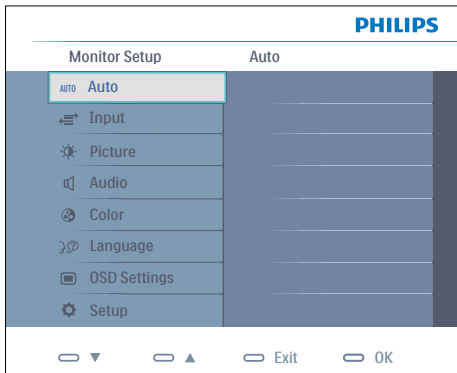 PHILIPS
Monitor Setup Auto
AUTO Auto
Input
Picture
Audio
Color
Language
OSD Settings
Setup
▼ ▲ Exit OK